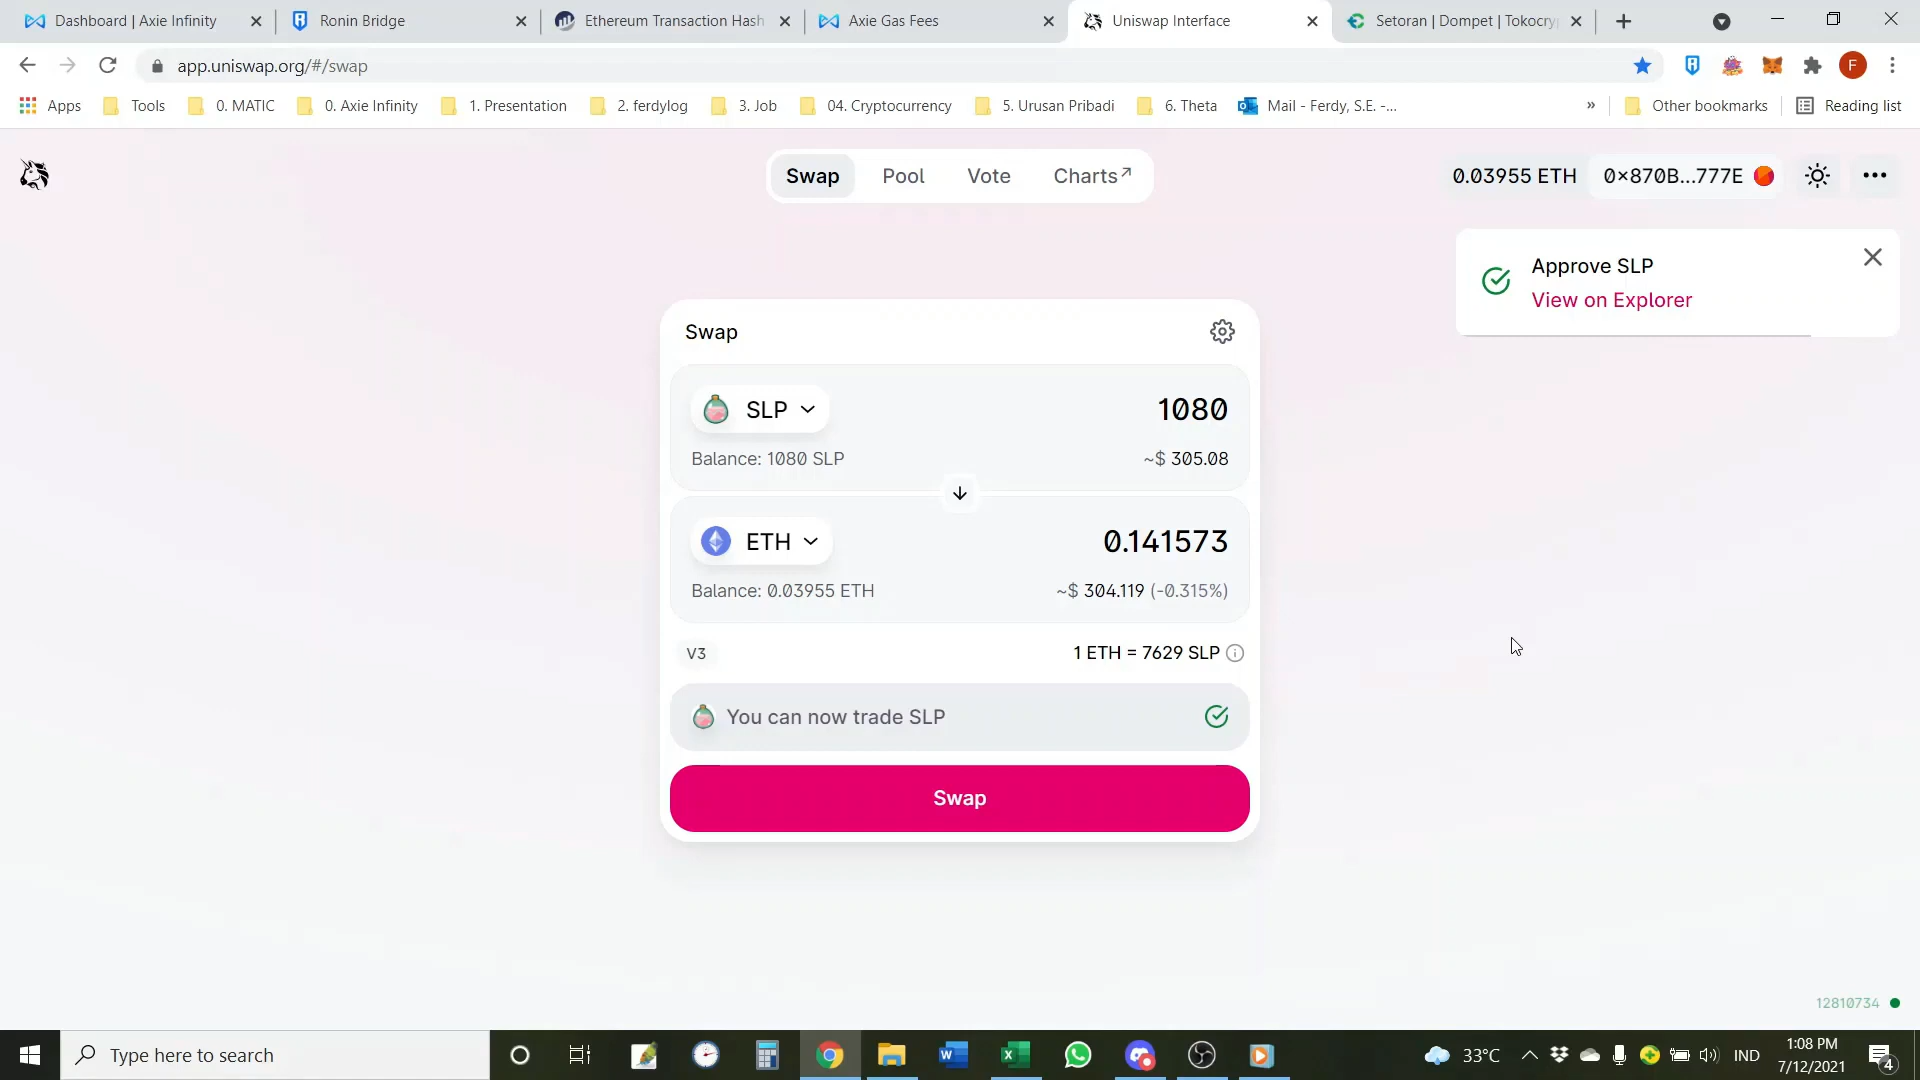 Dashboard | Axie Infinity
Ronin Bridge
Ethereum Transaction Hash
Axie Gas Fees
Uniswap Interface
Setoran | Dompet | Tokocry
app.uniswap.org/#/swap
F
Apps
Tools
0. MATIC
0. Axie Infinity
1. Presentation
2. ferdylog
3. Job
04. Cryptocurrency
5. Urusan Pribadi
6. Theta
Mail - Ferdy, S.E. -...
»
Other bookmarks
Reading list
Swap
Pool
Vote
Charts↗
0.03955 ETH
0x870B...777E
Approve SLP
View on Explorer
Swap
SLP
1080
Balance: 1080 SLP
~$ 305.08
ETH
0.141573
Balance: 0.03955 ETH
~$ 304.119 (-0.315%)
V3
1 ETH = 7629 SLP
You can now trade SLP
Swap
12810734
Type here to search
33°C
IND
1:08 PM
7/12/2021
4